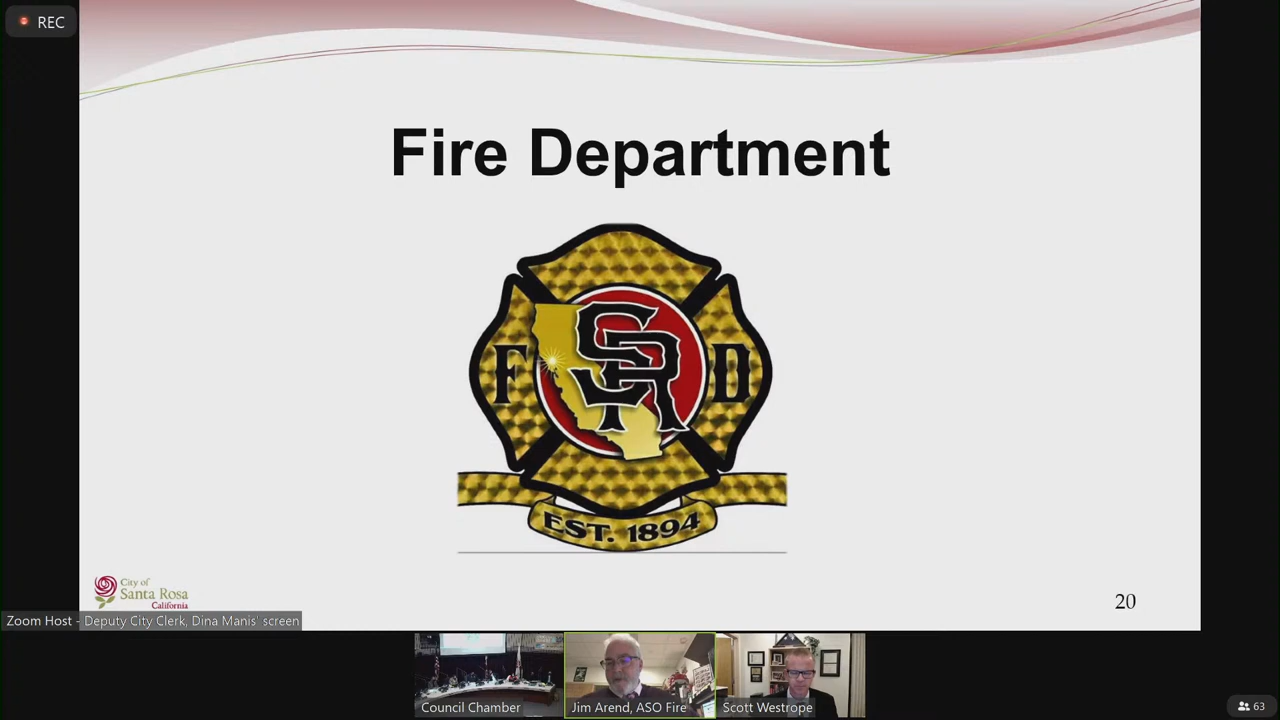 REC
Fire Department
F
SR
D
EST. 1894
City of
Santa Rosa
California
20
Zoom Host - Deputy City Clerk, Dina Manis' screen
Council Chamber
Jim Arend, ASO Fire
Scott Westrope
63